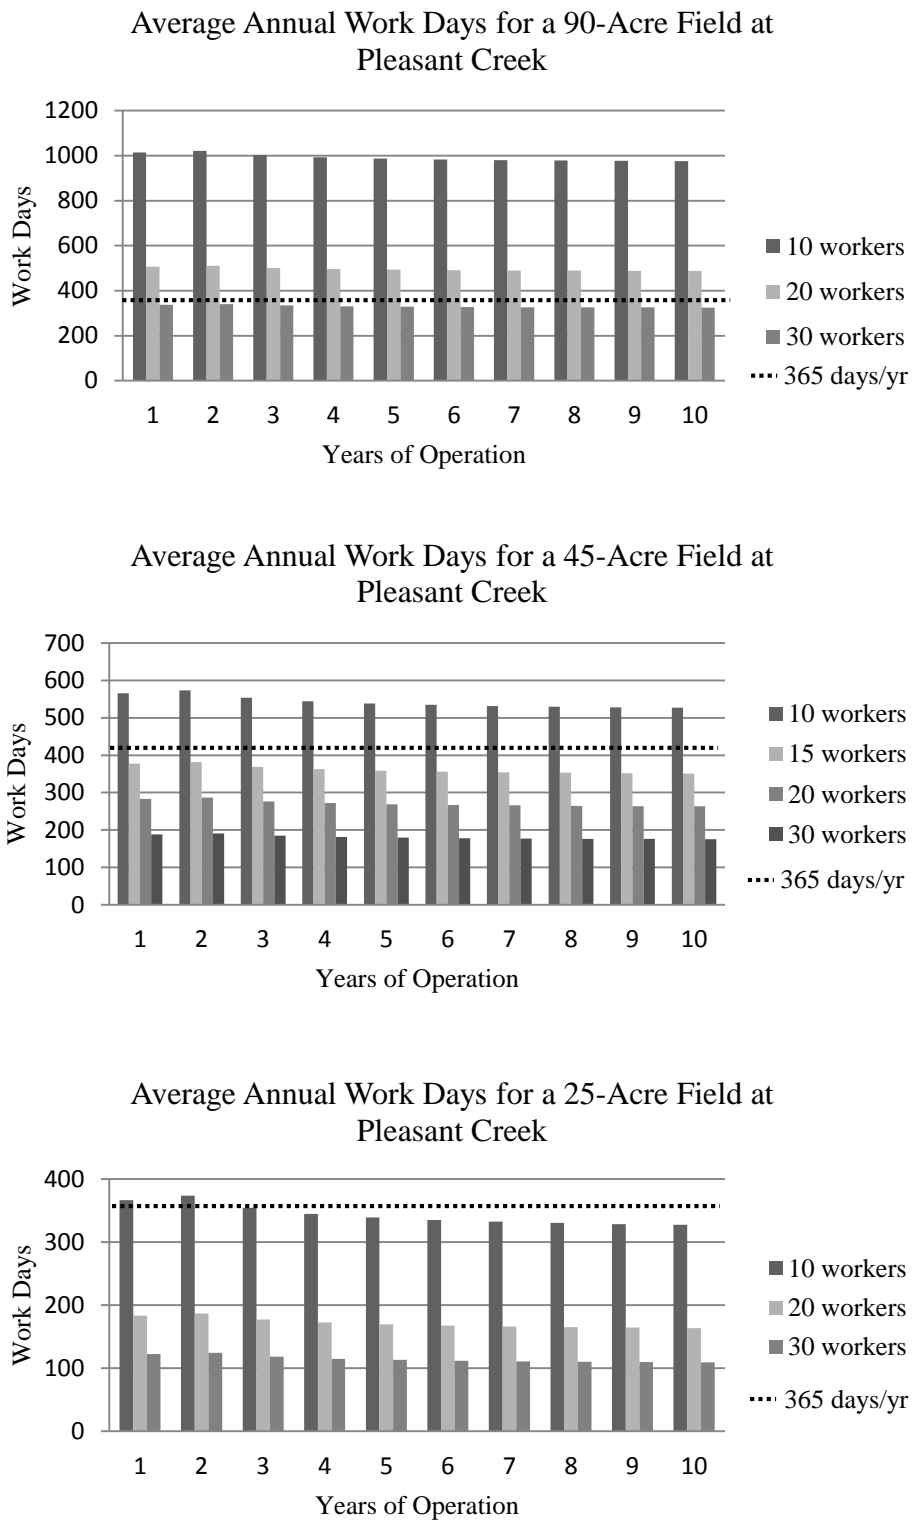 Average Annual Work Days for a 90-Acre Field at
Pleasant Creek
1200
1000
800
600
400
200
0
Work Days
1 2 3 4 5 6 7 8 9 10
Years of Operation
10 workers
20 workers
30 workers
365 days/yr
Average Annual Work Days for a 45-Acre Field at
Pleasant Creek
700
600
500
400
300
200
100
0
Work Days
1 2 3 4 5 6 7 8 9 10
Years of Operation
10 workers
15 workers
20 workers
30 workers
365 days/yr
Average Annual Work Days for a 25-Acre Field at
Pleasant Creek
400
300
200
100
0
Work Days
1 2 3 4 5 6 7 8 9 10
Years of Operation
10 workers
20 workers
30 workers
365 days/yr